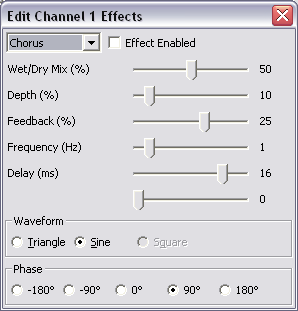 Edit Channel 1 Effects
Chorus Effect Enabled
Wet/Dry Mix (%) 50
Depth (%) 10
Feedback (%) 25
Frequency (Hz) 1
Delay (ms) 16
0
Waveform
Triangle Sine Square
Phase
-180° -90° 0° 90° 180°